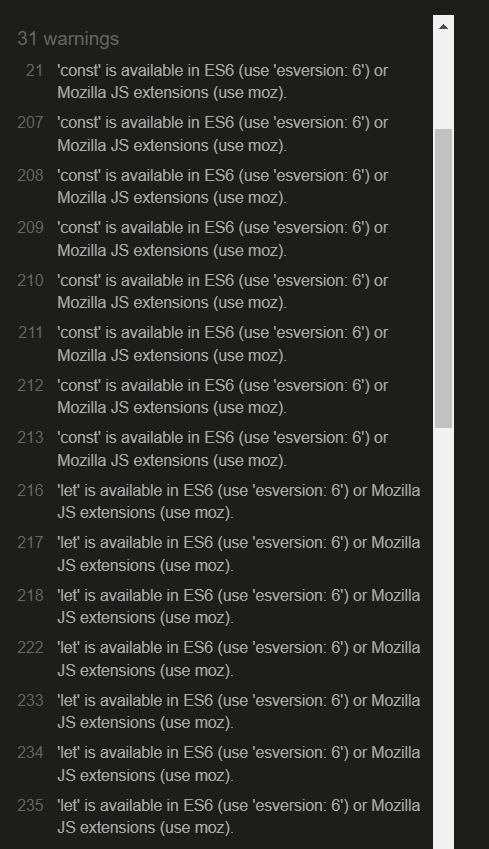 31 warnings
21 'const' is available in ES6 (use 'esversion: 6') or
Mozilla JS extensions (use moz).
207 'const' is available in ES6 (use 'esversion: 6') or
Mozilla JS extensions (use moz).
208 'const' is available in ES6 (use 'esversion: 6') or
Mozilla JS extensions (use moz).
209 'const' is available in ES6 (use 'esversion: 6') or
Mozilla JS extensions (use moz).
210 'const' is available in ES6 (use 'esversion: 6') or
Mozilla JS extensions (use moz).
211 'const' is available in ES6 (use 'esversion: 6') or
Mozilla JS extensions (use moz).
212 'const' is available in ES6 (use 'esversion: 6') or
Mozilla JS extensions (use moz).
213 'const' is available in ES6 (use 'esversion: 6') or
Mozilla JS extensions (use moz).
216 'let' is available in ES6 (use 'esversion: 6') or Mozilla
JS extensions (use moz).
217 'let' is available in ES6 (use 'esversion: 6') or Mozilla
JS extensions (use moz).
218 'let' is available in ES6 (use 'esversion: 6') or Mozilla
JS extensions (use moz).
222 'let' is available in ES6 (use 'esversion: 6') or Mozilla
JS extensions (use moz).
233 'let' is available in ES6 (use 'esversion: 6') or Mozilla
JS extensions (use moz).
234 'let' is available in ES6 (use 'esversion: 6') or Mozilla
JS extensions (use moz).
235 'let' is available in ES6 (use 'esversion: 6') or Mozilla
JS extensions (use moz).